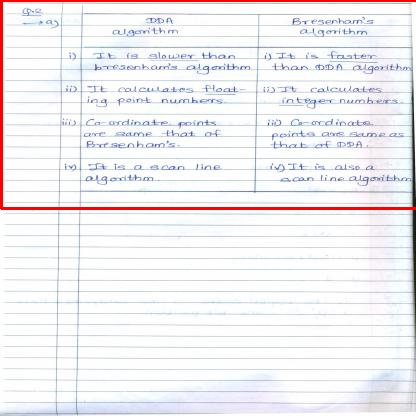 Q.2
→ a)
DDA algorithm
Bresenham's algorithm
i) It is slower than bresenham's algorithm
i) It is faster than DDA algorithm
ii) It calculates float-
ing point numbers.
ii) It calculates integer numbers.
iii) Co-ordinate points are same that of Bresenham's.
iii) Co-ordinate points are same as that of DDA.
iv) It is a scan line algorithm.
iv) It is also a scan line algorithm